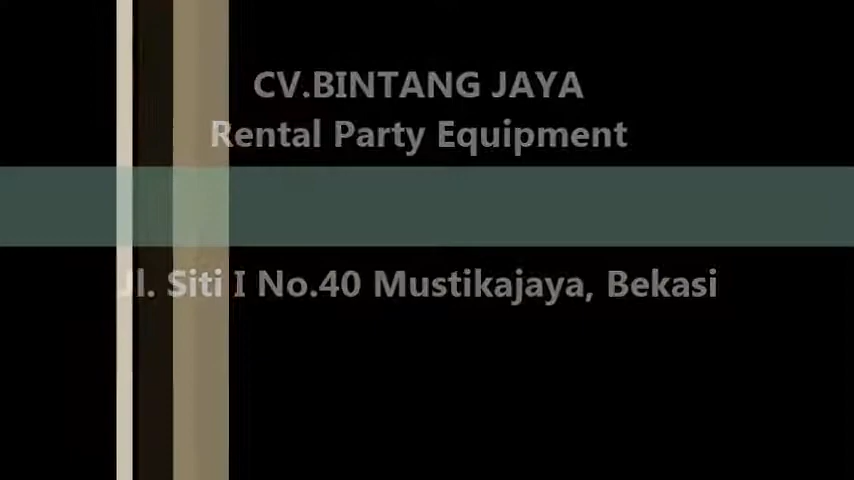 CV.BINTANG JAYA
Rental Party Equipment
Jl. Siti I No.40 Mustikajaya, Bekasi